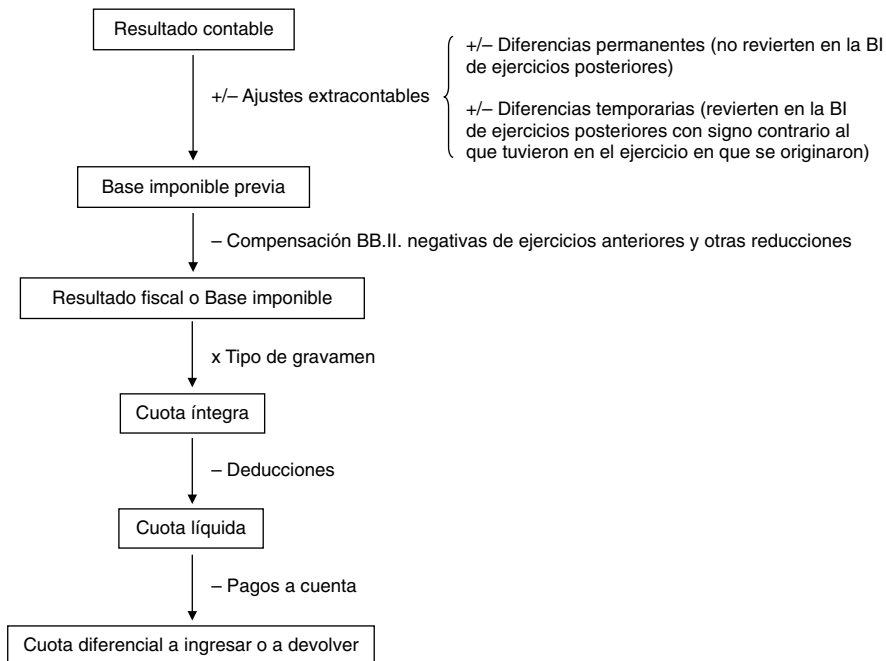 Resultado contable
+/– Ajustes extracontables
+/– Diferencias permanentes (no revierten en la BI
de ejercicios posteriores)
+/– Diferencias temporarias (revierten en la BI
de ejercicios posteriores con signo contrario al
que tuvieron en el ejercicio en que se originaron)
Base imponible previa
– Compensación BB.II. negativas de ejercicios anteriores y otras reducciones
Resultado fiscal o Base imponible
x Tipo de gravamen
Cuota íntegra
– Deducciones
Cuota líquida
– Pagos a cuenta
Cuota diferencial a ingresar o a devolver